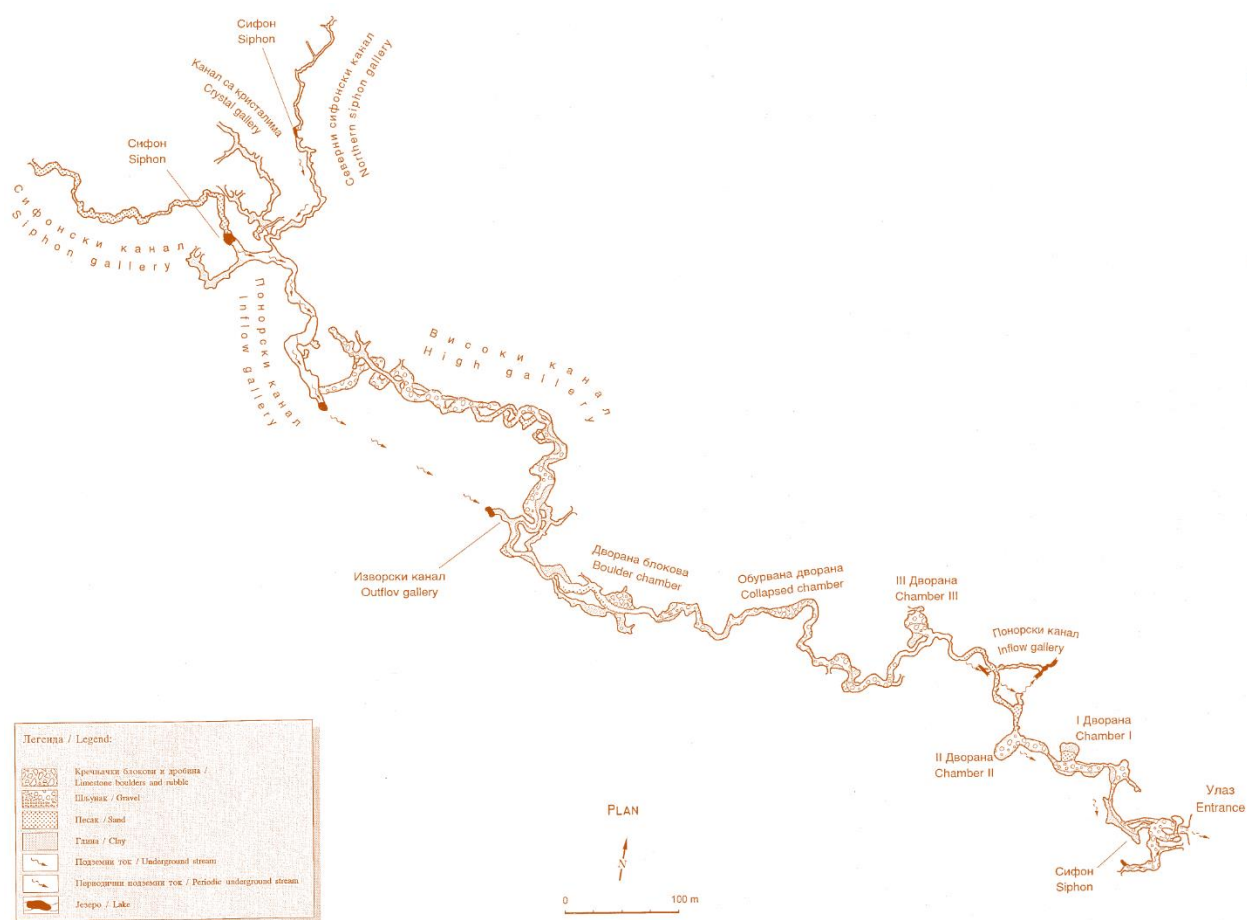 Сифон
Siphon
Канал са кристалима
Crystal gallery
Северни сифонски канал
Northern siphon gallery
Сифон
Siphon
Сифонски канал
Siphon gallery
Понорски канал
Inflow gallery
Високи канал
High gallery
Изворски канал
Outflov gallery
Дворана блокова
Boulder chamber
Обурвана дворана
Collapsed chamber
III Дворана
Chamber III
Понорски канал
Inflow gallery
I Дворана
Chamber I
II Дворана
Chamber II
Улаз
Entrance
Сифон
Siphon
PLAN
N
0 100 m
Легенда / Legend:
Кречњачки блокови и дробина /
Limestone boulders and rubble
Шљунак / Gravel
Песак / Sand
Глина / Clay
Подземни ток / Underground stream
Периодични подземни ток / Periodic underground stream
Језеро / Lake